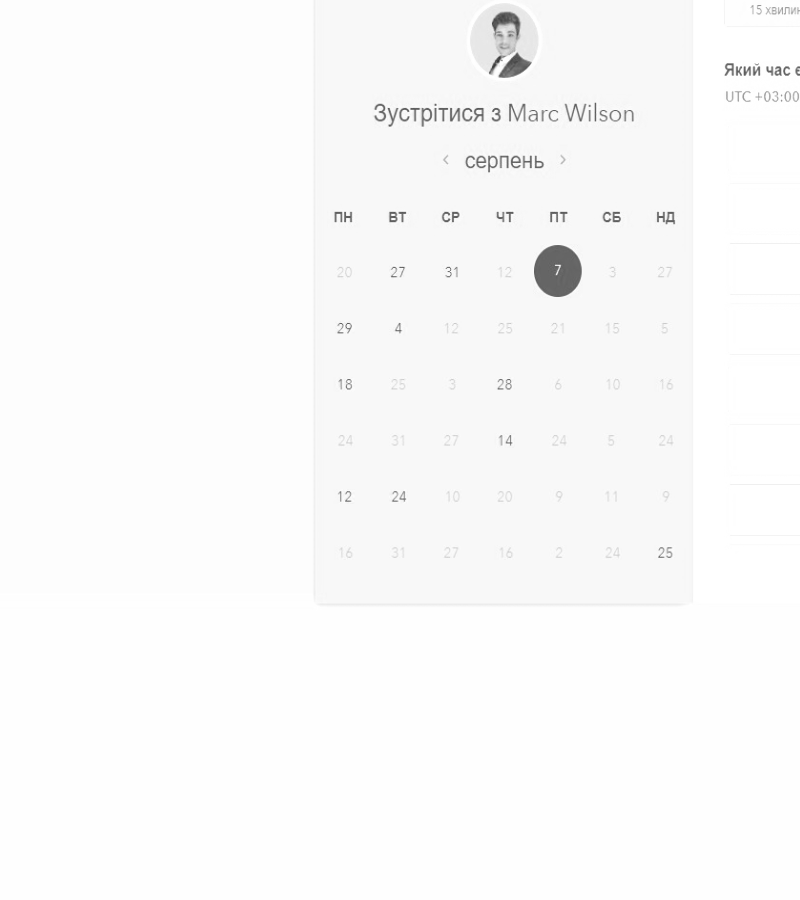 15 хвилин
Зустрітися з Marc Wilson
Який час є
UTC +03:00
серпень
ПН ВТ СР ЧТ ПТ СБ НД
20 27 31 12 7 3 27
29 4 12 25 21 15 5
18 25 3 28 6 10 16
24 31 27 14 24 5 24
12 24 10 20 9 11 9
16 31 27 16 2 24 25